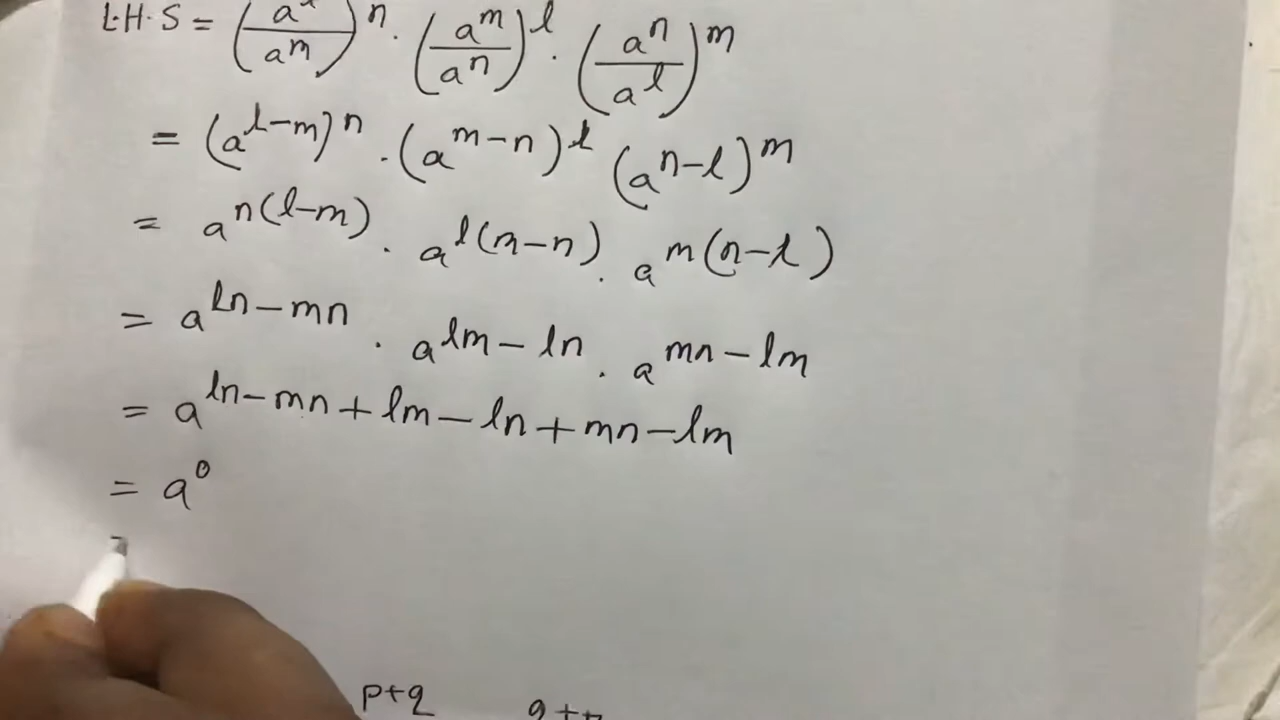 L.H.S = (a^l/a^m)^n . (a^m/a^n)^l . (a^n/a^l)^m
= (a^{l-m})^n . (a^{m-n})^l (a^{n-l})^m
= a^{n(l-m)} . a^{l(m-n)} . a^{m(n-l)}
= a^{ln-mn} . a^{lm-ln} . a^{mn-lm}
= a^{ln-mn+lm-ln+mn-lm}
= a^0
p+q